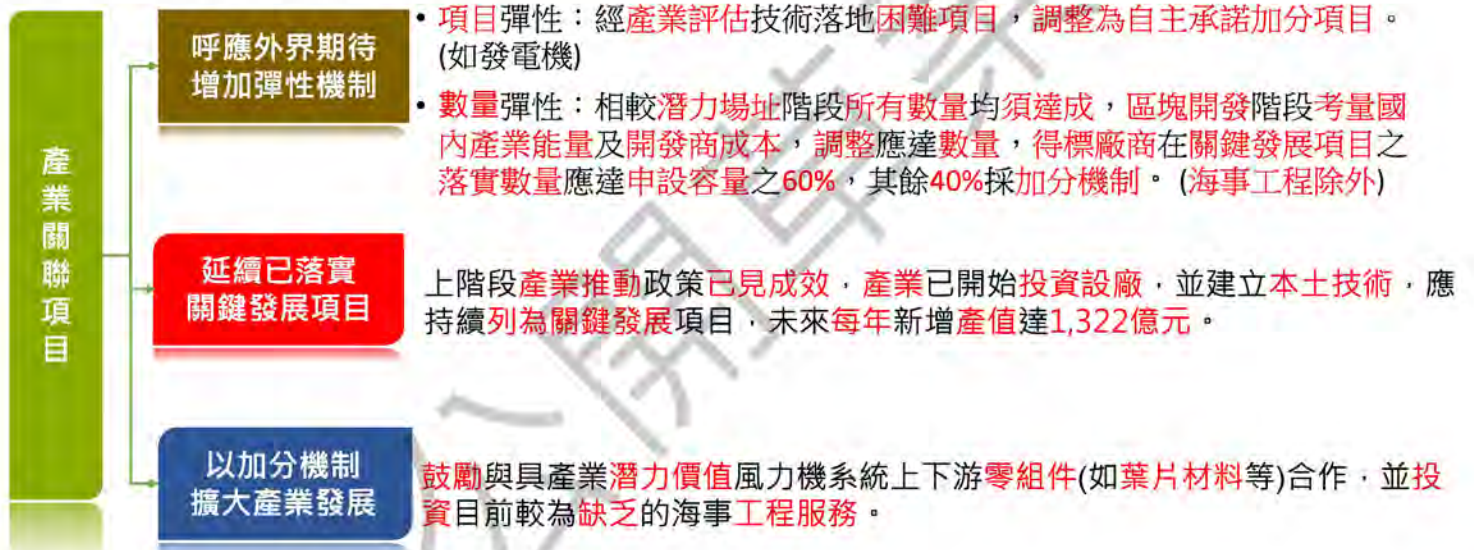 產業關聯項目
呼應外界期待
增加彈性機制
• 項目彈性：經產業評估技術落地困難項目，調整為自主承諾加分項目。
(如發電機)
• 數量彈性：相較潛力場址階段所有數量均須達成，區塊開發階段考量國
內產業能量及開發商成本，調整應達數量，得標廠商在關鍵發展項目之
落實數量應達申設容量之60%，其餘40%採加分機制。(海事工程除外)
延續已落實
關鍵發展項目
上階段產業推動政策已見成效，產業已開始投資設廠，並建立本土技術，應
持續列為關鍵發展項目，未來每年新增產值達1,322億元。
以加分機制
擴大產業發展
鼓勵與具產業潛力價值風力機系統上下游零組件(如葉片材料等)合作，並投
資目前較為缺乏的海事工程服務。